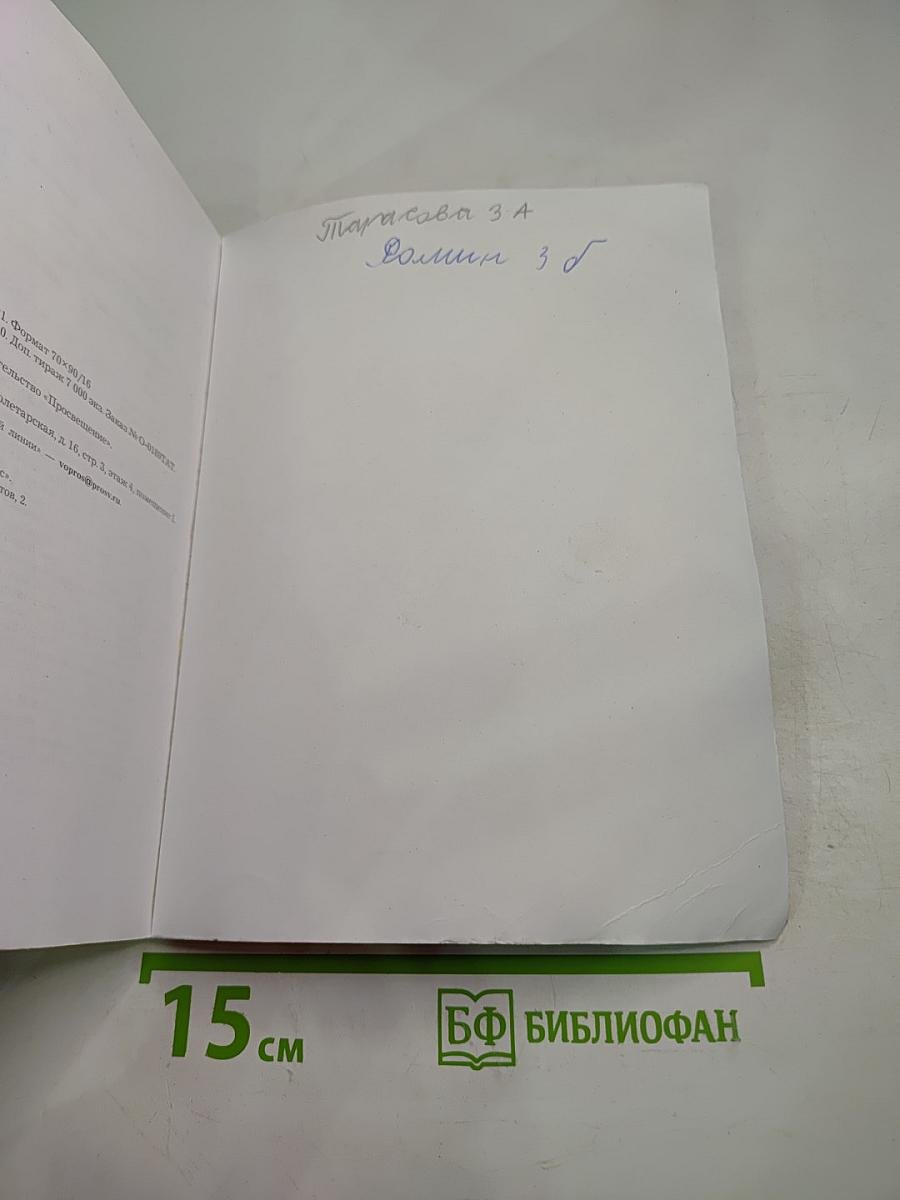 1. Формат 70×90/16
0. Доп. тираж 7 000 экз. Заказ №
тельство «Просвещение».
олетарская, д. 16, стр. 3, этаж 4, помещение I.
й линии» — vopros@prosv.ru.
с».
тов, 2.
Тарасова 3 А
3 б
15 см
БФ БИБЛИОФАН